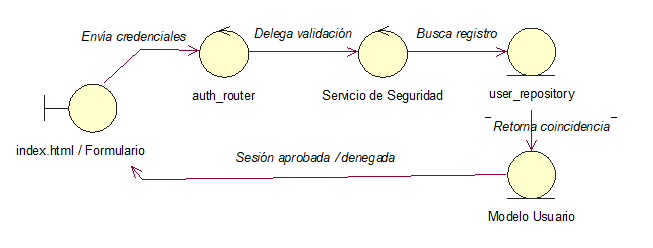 Envia credenciales
Delega validación
Busca registro
auth_router
Servicio de Seguridad
user_repository
Retorna coincidencia
index.html / Formulario
Sesión aprobada / denegada
Modelo Usuario